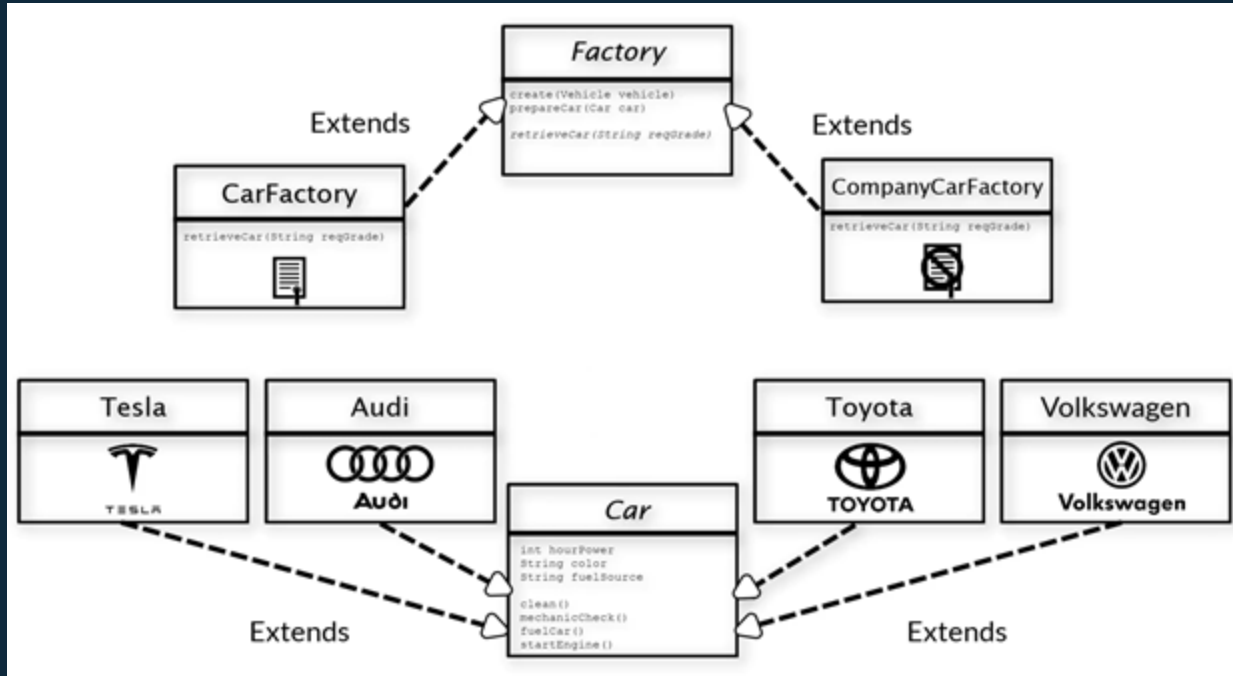 Factory
create(Vehicle vehicle)
prepareCar(Car car)
retrieveCar(String reqGrade)
Extends
Extends
CarFactory
retrieveCar(String reqGrade)
CompanyCarFactory
retrieveCar(String reqGrade)
Tesla
TESLA
Audi
Audi
Toyota
TOYOTA
Volkswagen
Volkswagen
Car
int hourPower
String color
String fuelSource
clean()
mechanicCheck()
fuelCar()
startEngine()
Extends
Extends